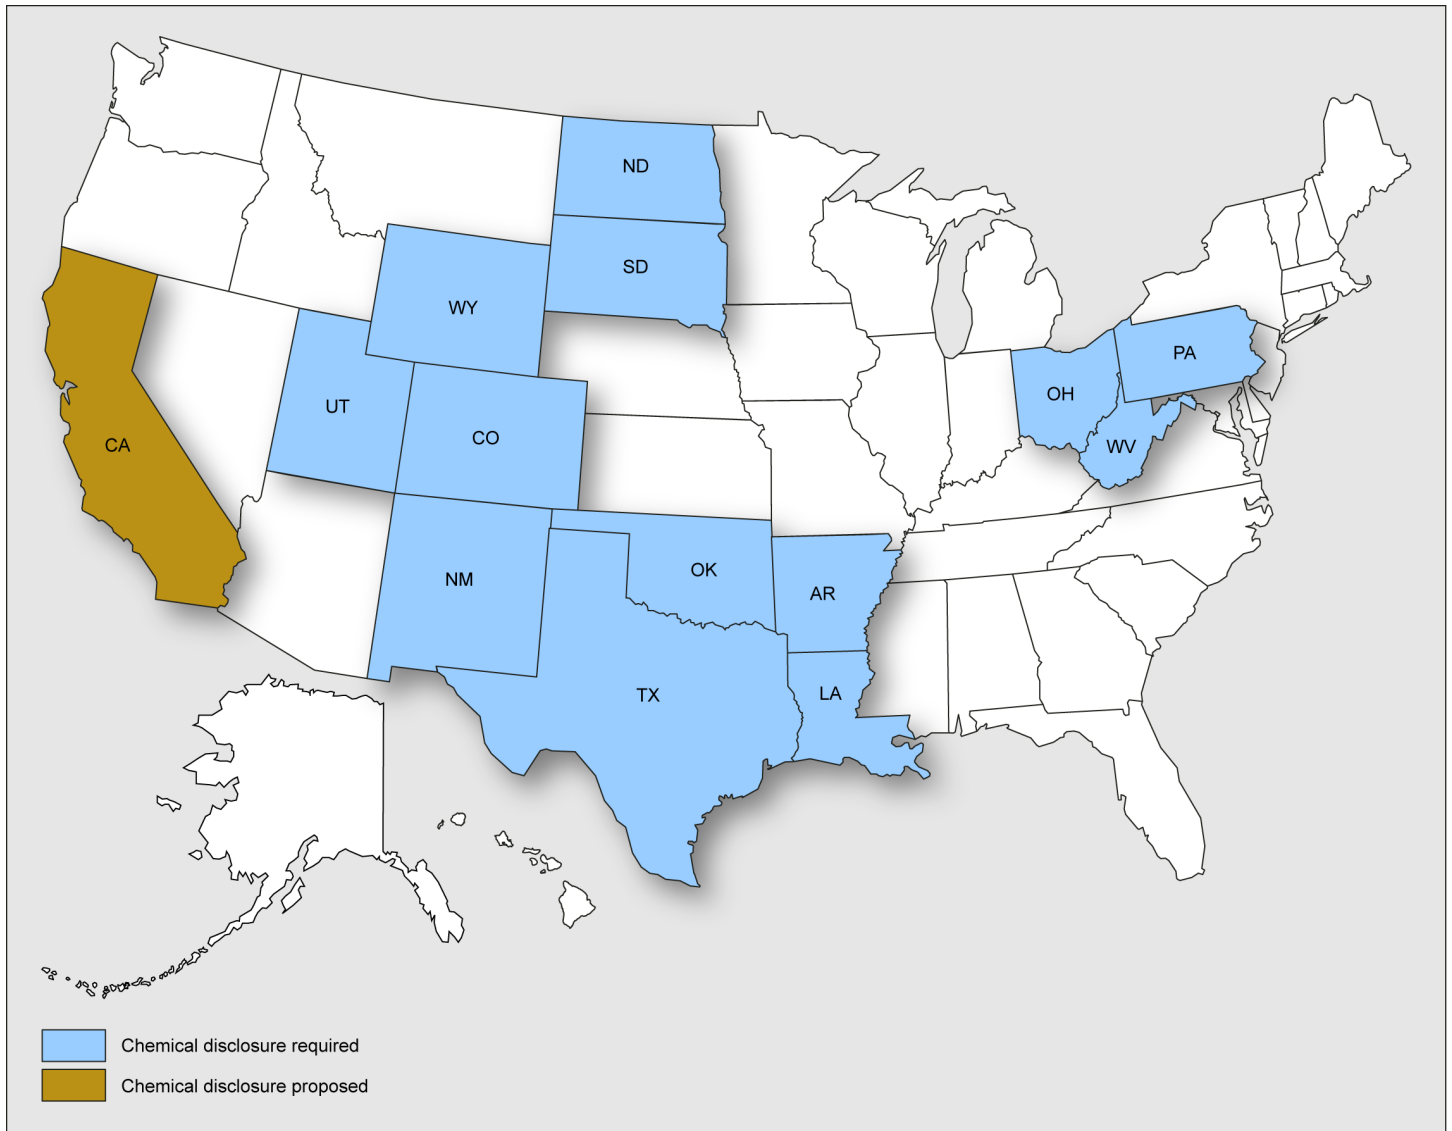 ND
SD
WY
PA
OH
UT
CO
CA
WV
OK
NM
AR
LA
TX
Chemical disclosure required
Chemical disclosure proposed